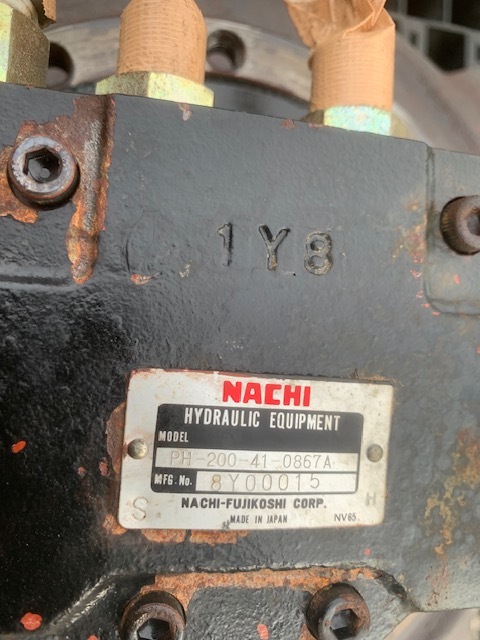 1Y8
NACHI
HYDRAULIC EQUIPMENT
MODEL
PH-200-41-0867A
MFG.No. 8Y00015
S H
NACHI-FUJIKOSHI CORP.
MADE IN JAPAN NV65